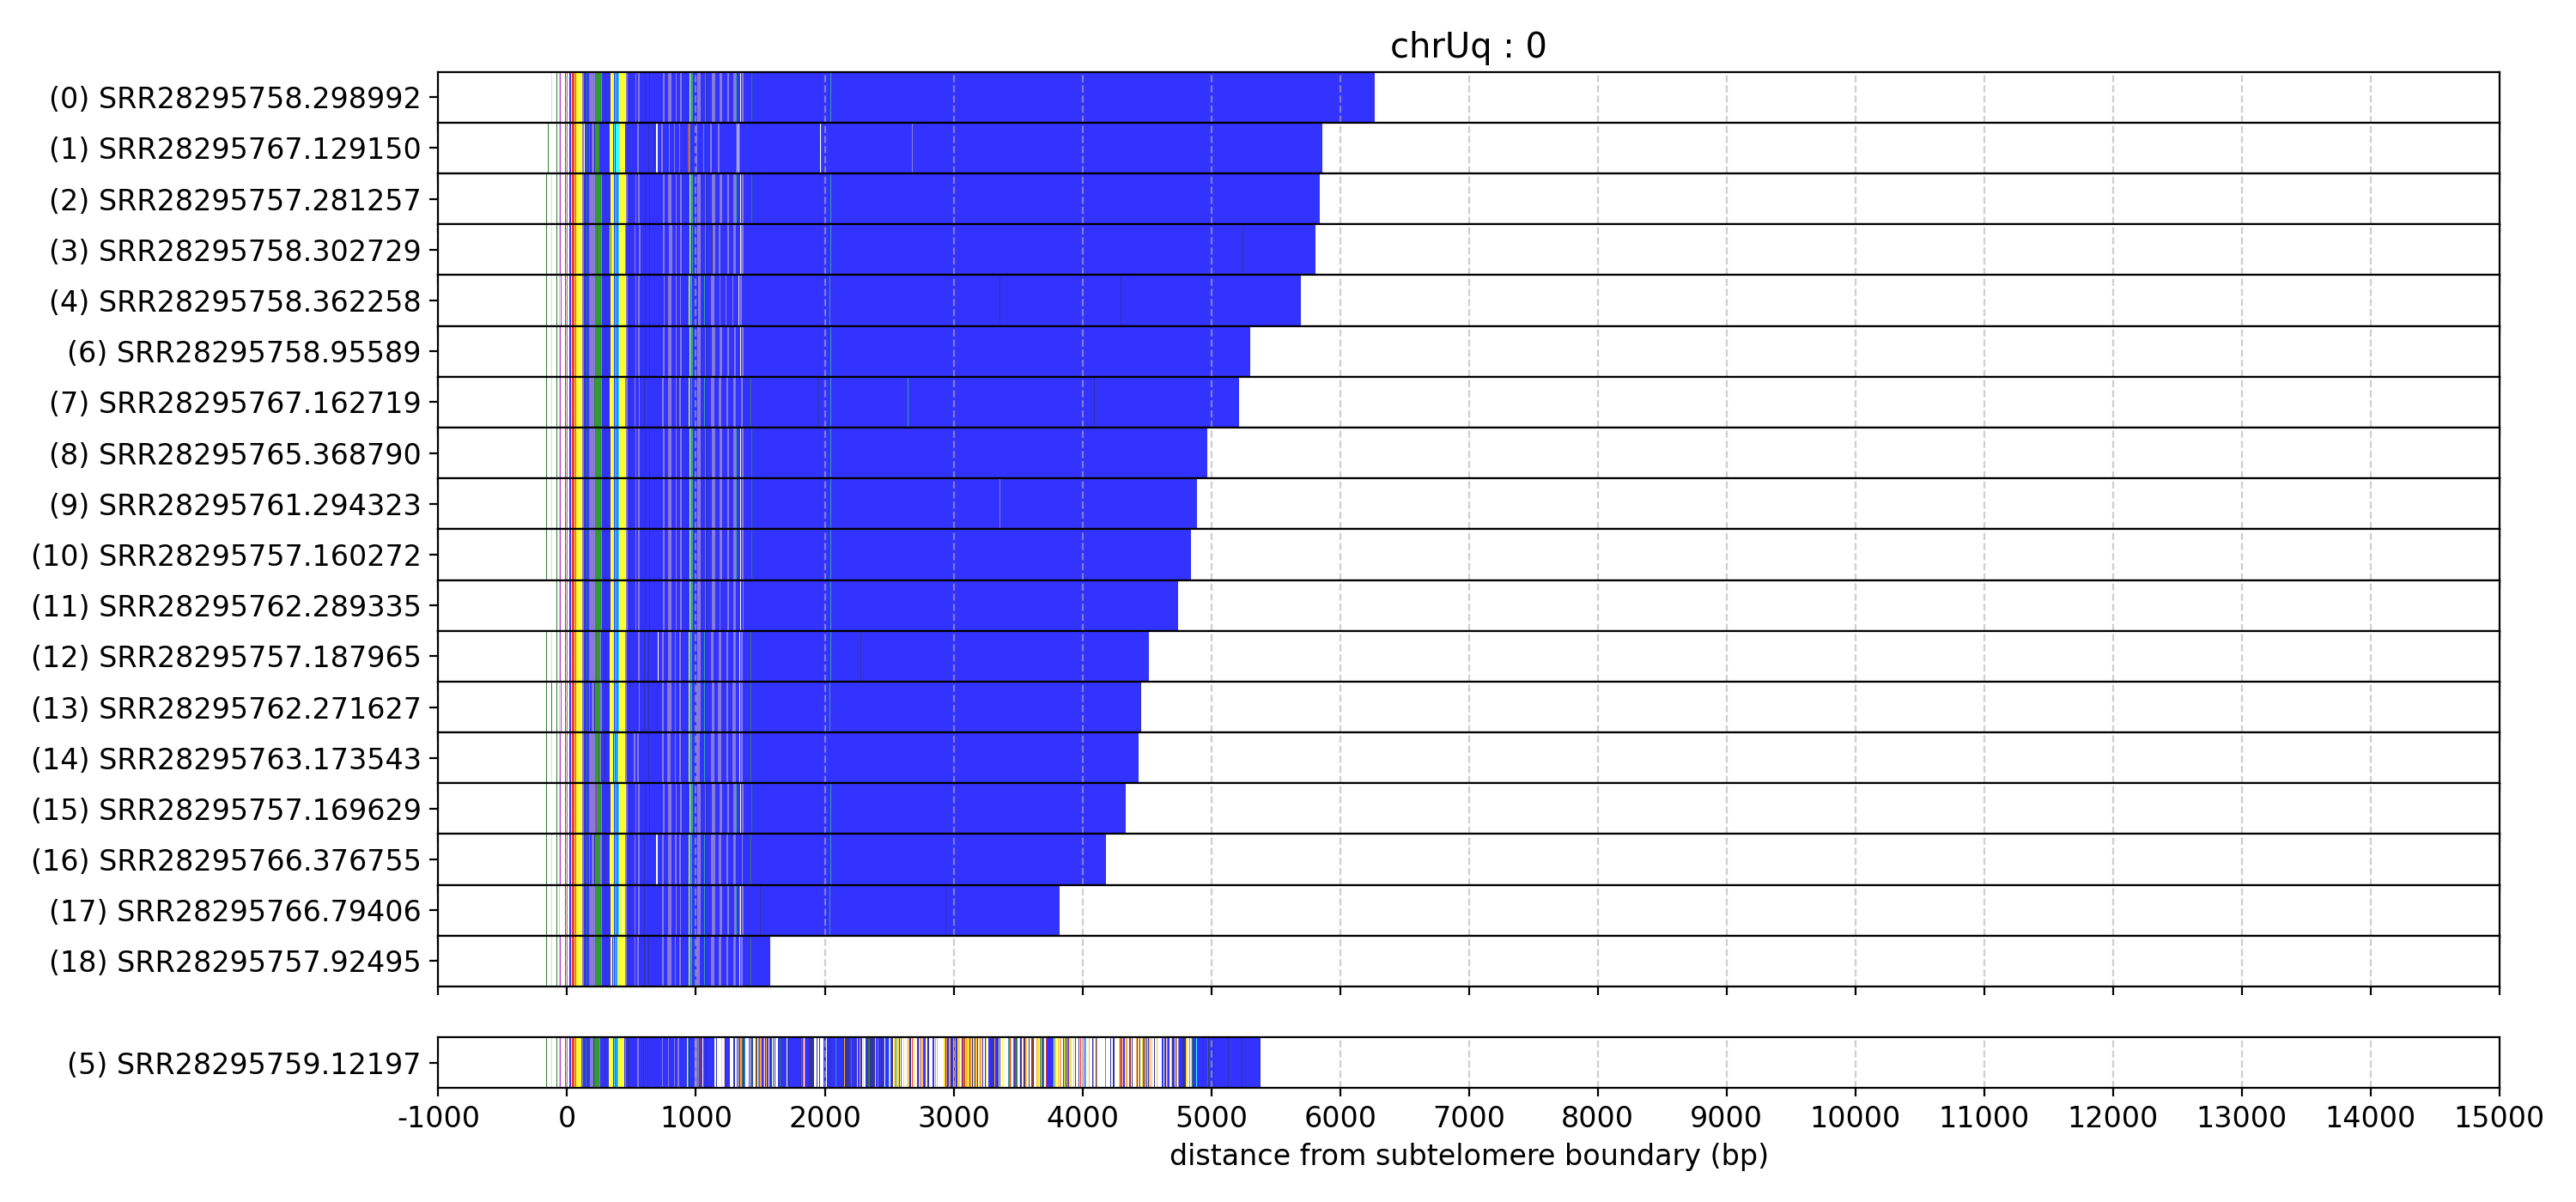 chrUq : 0
(0) SRR28295758.298992
(1) SRR28295767.129150
(2) SRR28295757.281257
(3) SRR28295758.302729
(4) SRR28295758.362258
(6) SRR28295758.95589
(7) SRR28295767.162719
(8) SRR28295765.368790
(9) SRR28295761.294323
(10) SRR28295757.160272
(11) SRR28295762.289335
(12) SRR28295757.187965
(13) SRR28295762.271627
(14) SRR28295763.173543
(15) SRR28295757.169629
(16) SRR28295766.376755
(17) SRR28295766.79406
(18) SRR28295757.92495
(5) SRR28295759.12197
-1000 0 1000 2000 3000 4000 5000 6000 7000 8000 9000 10000 11000 12000 13000 14000 15000
distance from subtelomere boundary (bp)